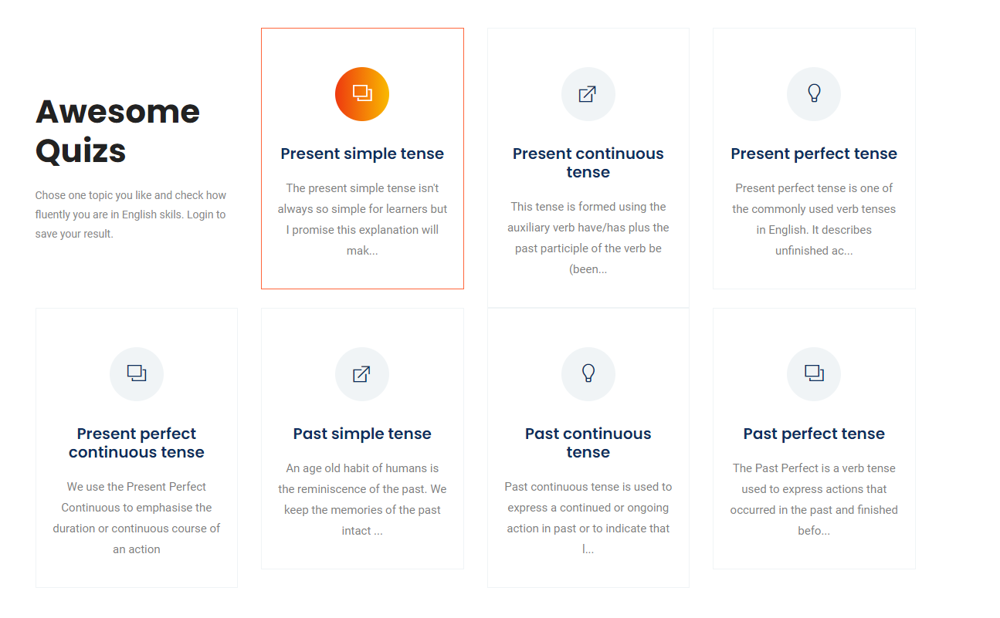 Awesome
Quizs
Chose one topic you like and check how
fluently you are in English skils. Login to
save your result.
Present simple tense
The present simple tense isn't
always so simple for learners but
I promise this explanation will
mak...
Present continuous
tense
This tense is formed using the
auxiliary verb have/has plus the
past participle of the verb be
(been...
Present perfect tense
Present perfect tense is one of
the commonly used verb tenses
in English. It describes
unfinished ac...
Present perfect
continuous tense
We use the Present Perfect
Continuous to emphasise the
duration or continuous course of
an action
Past simple tense
An age old habit of humans is
the reminiscence of the past. We
keep the memories of the past
intact ...
Past continuous
tense
Past continuous tense is used to
express a continued or ongoing
action in past or to indicate that
l...
Past perfect tense
The Past Perfect is a verb tense
used to express actions that
occurred in the past and finished
befo...